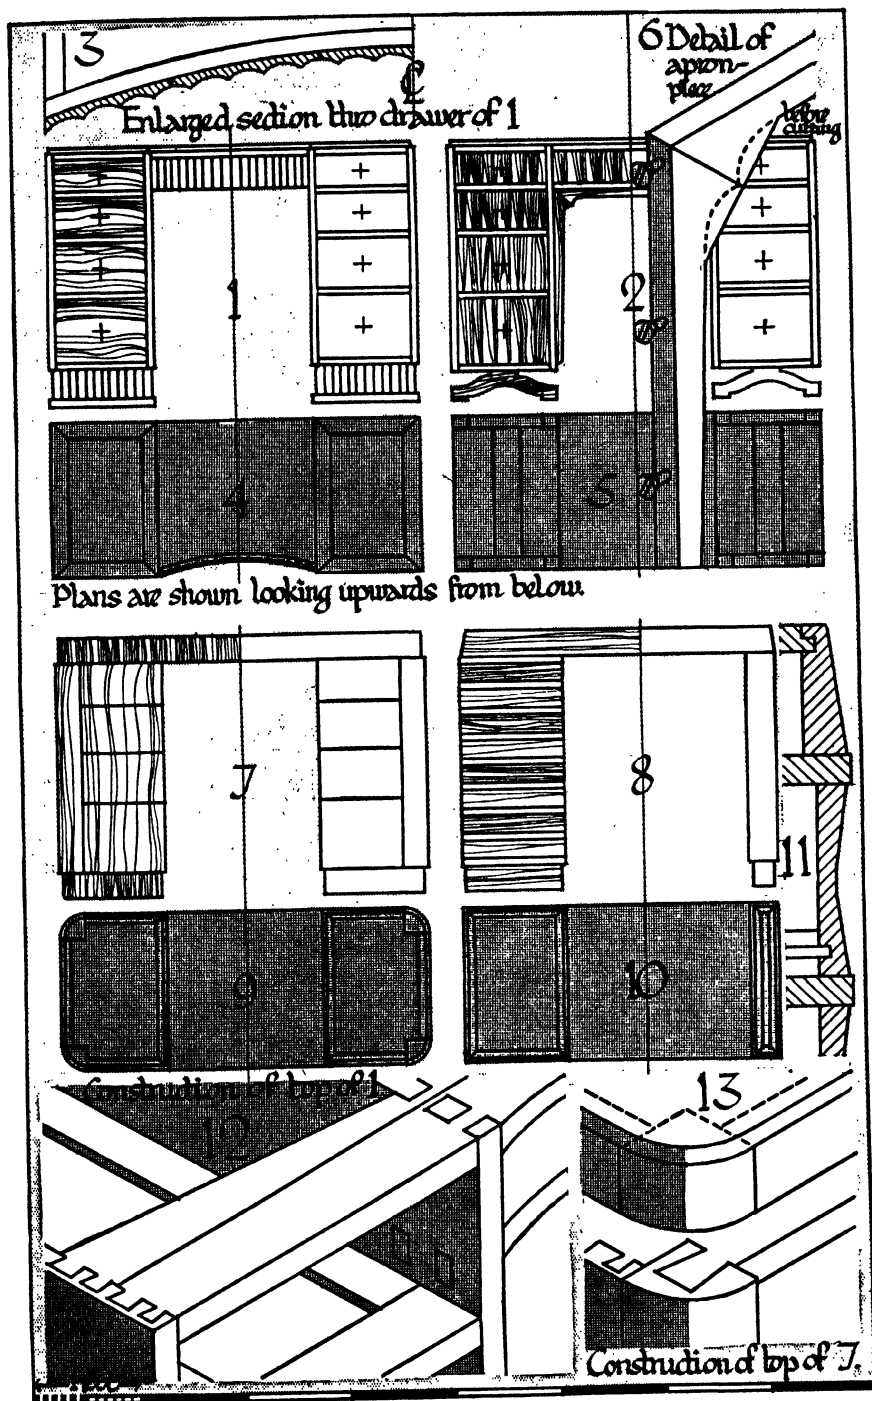 3
6 Detail of
apron-
piece
before
cutting
℄
Enlarged section thro drawer of 1
1
2
4
5
Plans are shown looking upwards from below.
7
8
11
9
10
Construction of top of 1
12
13
Construction of top of 7.